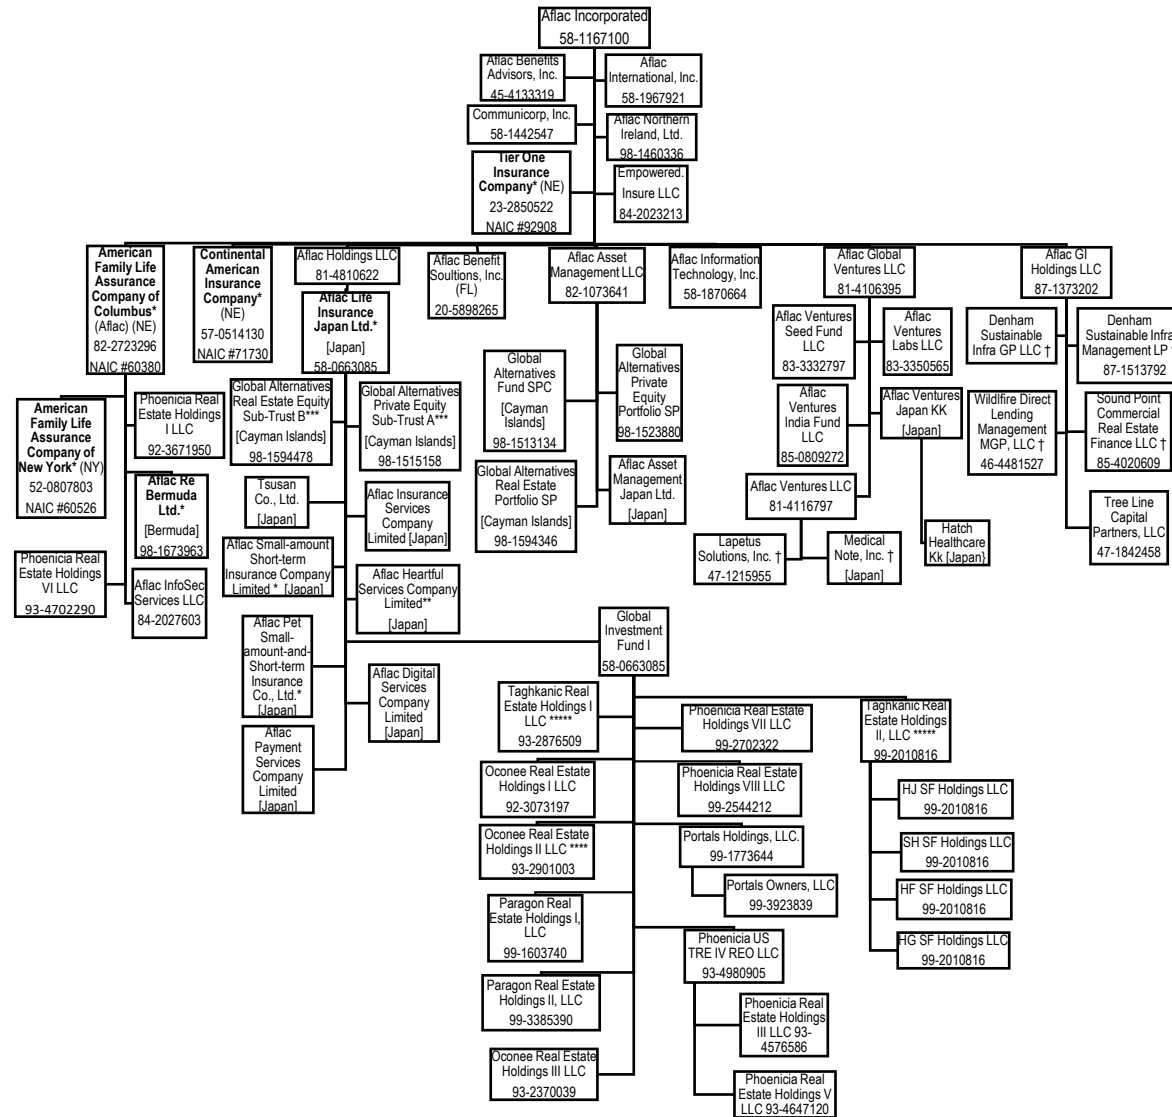 Aflac Incorporated
58-1167100
Aflac Benefits
Advisors, Inc.
45-4133319
Aflac
International, Inc.
58-1967921
Communicorp, Inc.
58-1442547
Aflac Northern
Ireland, Ltd.
98-1460336
Tier One
Insurance
Company* (NE)
23-2850522
NAIC #92908
Empowered.
Insure LLC
84-2023213
American
Family Life
Assurance
Company of
Columbus*
(Aflac) (NE)
82-2723296
NAIC #60380
Continental
American
Insurance
Company*
(NE)
57-0514130
NAIC #71730
Aflac Holdings LLC
81-4810622
Aflac Life
Insurance
Japan Ltd.*
[Japan]
58-0663085
Aflac Benefit
Soultions, Inc.
(FL)
20-5898265
Aflac Asset
Management LLC
82-1073641
Aflac Information
Technology, Inc.
58-1870664
Aflac Global
Ventures LLC
81-4106395
Aflac GI
Holdings LLC
87-1373202
American
Family Life
Assurance
Company of
New York* (NY)
52-0807803
NAIC #60526
Phoenicia Real
Estate Holdings
I LLC
92-3671950
Aflac Re
Bermuda
Ltd.*
[Bermuda]
98-1673963
Phoenicia Real
Estate Holdings
VI LLC
93-4702290
Aflac InfoSec
Services LLC
84-2027603
Global Alternatives
Real Estate Equity
Sub-Trust B***
[Cayman Islands]
98-1594478
Global Alternatives
Private Equity
Sub-Trust A***
[Cayman Islands]
98-1515158
Tsusan
Co., Ltd.
[Japan]
Aflac Insurance
Services
Company
Limited [Japan]
Aflac Small-amount
Short-term
Insurance Company
Limited * [Japan]
Aflac Heartful
Services Company
Limited**
[Japan]
Aflac Pet
Small-
amount-and-
Short-term
Insurance
Co., Ltd.*
[Japan]
Aflac Digital
Services
Company
Limited
[Japan]
Aflac
Payment
Services
Company
Limited
[Japan]
Global
Alternatives
Fund SPC
[Cayman
Islands]
98-1513134
Global
Alternatives
Private
Equity
Portfolio SP
98-1523880
Global Alternatives
Real Estate
Portfolio SP
[Cayman Islands]
98-1594346
Aflac Asset
Management
Japan Ltd.
[Japan]
Aflac Ventures
Seed Fund
LLC
83-3332797
Aflac
Ventures
Labs LLC
83-3350565
Aflac
Ventures
India Fund
LLC
85-0809272
Aflac Ventures
Japan KK
[Japan]
Aflac Ventures LLC
81-4116797
Lapetus
Solutions, Inc. †
47-1215955
Medical
Note, Inc. †
[Japan]
Hatch
Healthcare
Kk [Japan}
Denham
Sustainable
Infra GP LLC †
Denham
Sustainable Infra
Management LP †
87-1513792
Wildlfire Direct
Lending
Management
MGP, LLC †
46-4481527
Sound Point
Commercial
Real Estate
Finance LLC †
85-4020609
Tree Line
Capital
Partners, LLC
47-1842458
Global
Investment
Fund I
58-0663085
Taghkanic Real
Estate Holdings I
LLC *****
93-2876509
Phoenicia Real Estate
Holdings VII LLC
99-2702322
Taghkanic Real
Estate Holdings
II, LLC *****
99-2010816
Oconee Real Estate
Holdings I LLC
92-3073197
Phoenicia Real Estate
Holdings VIII LLC
99-2544212
HJ SF Holdings LLC
99-2010816
Oconee Real Estate
Holdings II LLC ****
93-2901003
Portals Holdings, LLC.
99-1773644
SH SF Holdings LLC
99-2010816
Portals Owners, LLC
99-3923839
HF SF Holdings LLC
99-2010816
Paragon Real
Estate Holdings I,
LLC
99-1603740
Phoenicia US
TRE IV REO LLC
93-4980905
HG SF Holdings LLC
99-2010816
Paragon Real Estate
Holdings II, LLC
99-3385390
Phoenicia Real
Estate Holdings
III LLC 93-
4576586
Oconee Real Estate
Holdings III LLC
93-2370039
Phoenicia Real
Estate Holdings V
LLC 93-4647120